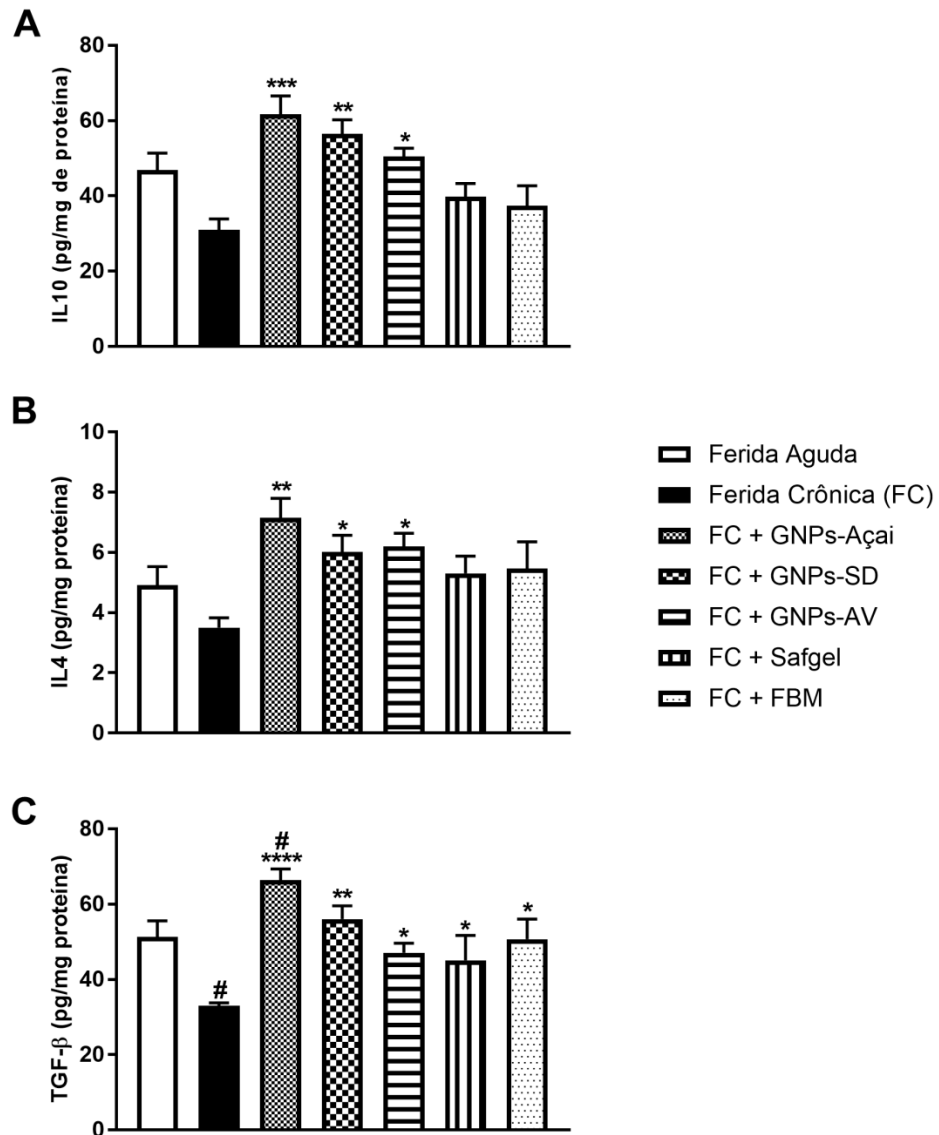 A
IL10 (pg/mg de proteína)
80
60
40
20
0
***
**
*
B
IL4 (pg/mg proteína)
10
8
6
4
2
0
**
*
*
Ferida Aguda
Ferida Crônica (FC)
FC + GNPs-Açai
FC + GNPs-SD
FC + GNPs-AV
FC + Safgel
FC + FBM
C
TGF-β (pg/mg proteína)
80
60
40
20
0
#
#
****
**
*
*
*